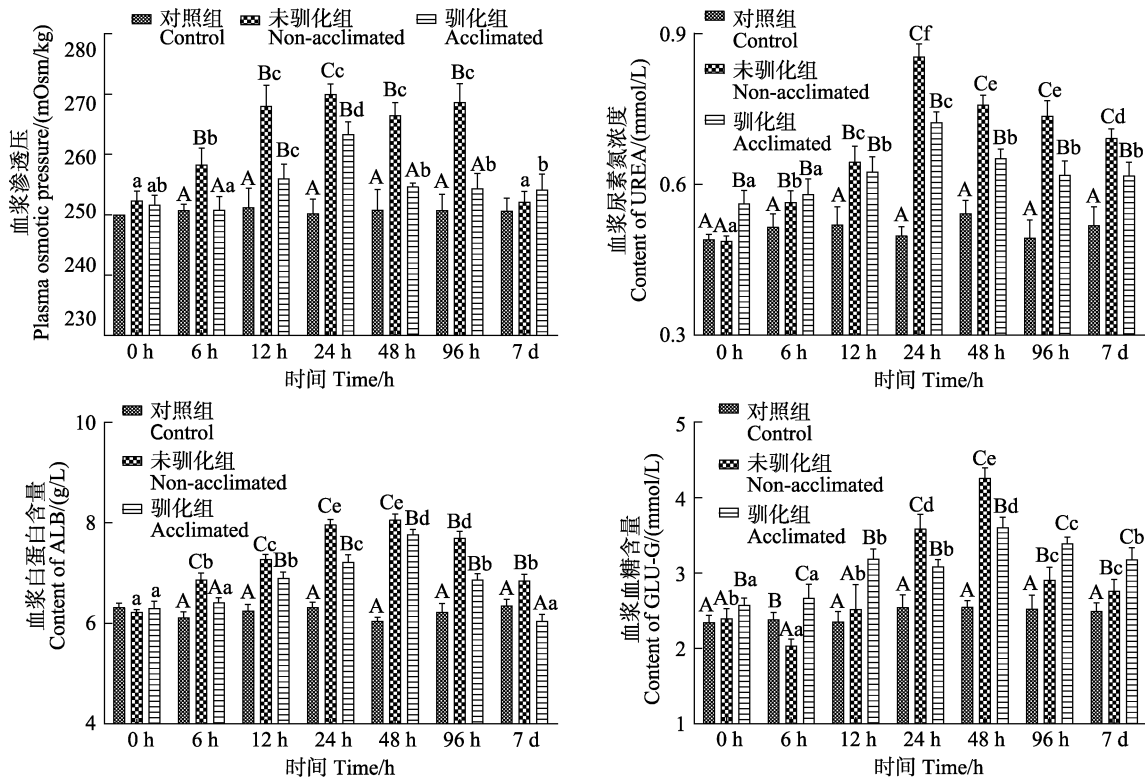 血浆渗透压
Plasma osmotic pressure/(mOsm/kg)
对照组
Control
未驯化组
Non-acclimated
驯化组
Acclimated
280
270
260
250
240
230
a ab
A Bb Aa
A Bc Bc
A Cc Bd
A Bc Ab
A Bc Ab
a b
0 h 6 h 12 h 24 h 48 h 96 h 7 d
时间 Time/h
血浆尿素氮浓度
Content of UREA/(mmol/L)
对照组
Control
未驯化组
Non-acclimated
驯化组
Acclimated
0.9
0.6
0.3
A Aa Ba
A Bb Ba
A Bc Bb
A Cf Bc
A Ce Bb
A Ce Bb
A Cd Bb
0 h 6 h 12 h 24 h 48 h 96 h 7 d
时间 Time/h
血浆白蛋白含量
Content of ALB/(g/L)
对照组
Control
未驯化组
Non-acclimated
驯化组
Acclimated
10
8
6
4
a a
A Cb Aa
A Cc Bb
A Ce Bc
A Ce Bd
A Bd Bb
A Bb Aa
0 h 6 h 12 h 24 h 48 h 96 h 7 d
时间 Time/h
血浆血糖含量
Content of GLU-G/(mmol/L)
对照组
Control
未驯化组
Non-acclimated
驯化组
Acclimated
5
4
3
2
1
A Ab Ba
B Aa Ca
A Ab Bb
A Cd Bb
A Ce Bd
A Bc Cc
A Bc Cb
0 h 6 h 12 h 24 h 48 h 96 h 7 d
时间 Time/h